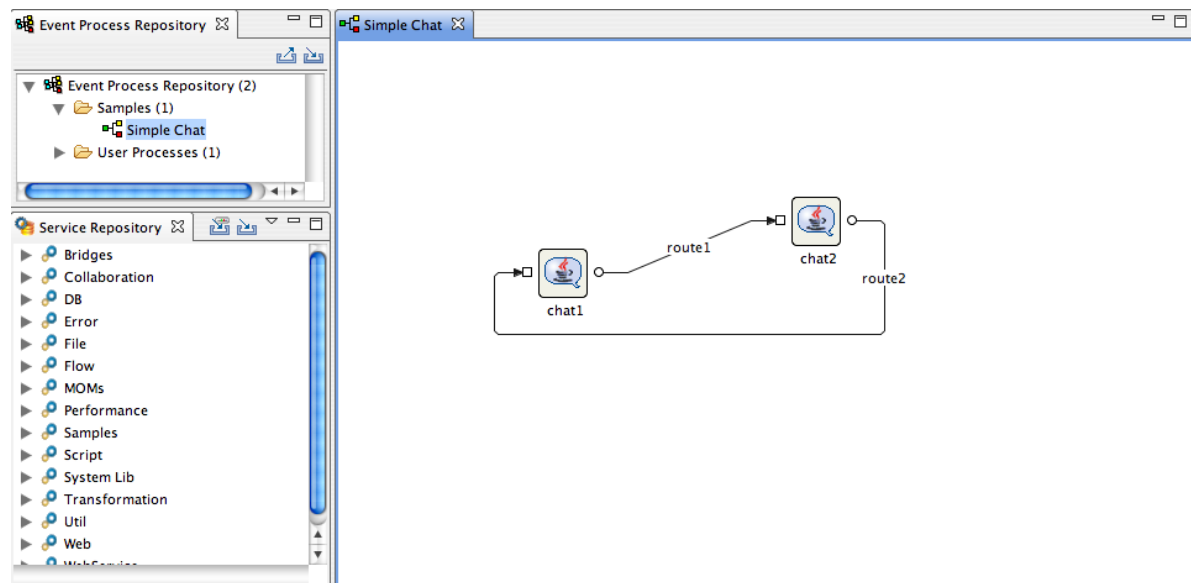 Event Process Repository
Event Process Repository (2)
Samples (1)
Simple Chat
User Processes (1)
Service Repository
Bridges
Collaboration
DB
Error
File
Flow
MOMs
Performance
Samples
Script
System Lib
Transformation
Util
Web
Simple Chat
route1
chat2
route2
chat1